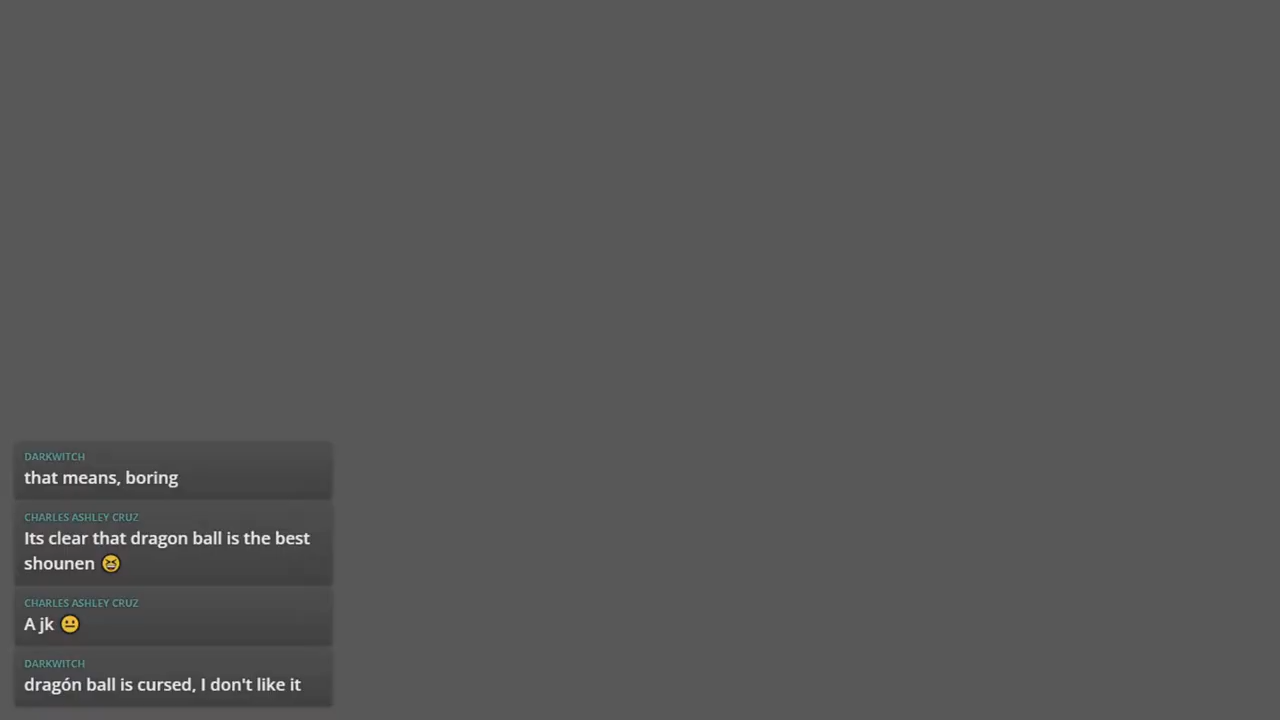 DARKWITCH
that means, boring
CHARLES ASHLEY CRUZ
Its clear that dragon ball is the best
shounen 😆
CHARLES ASHLEY CRUZ
A jk 😐
DARKWITCH
dragón ball is cursed, I don't like it